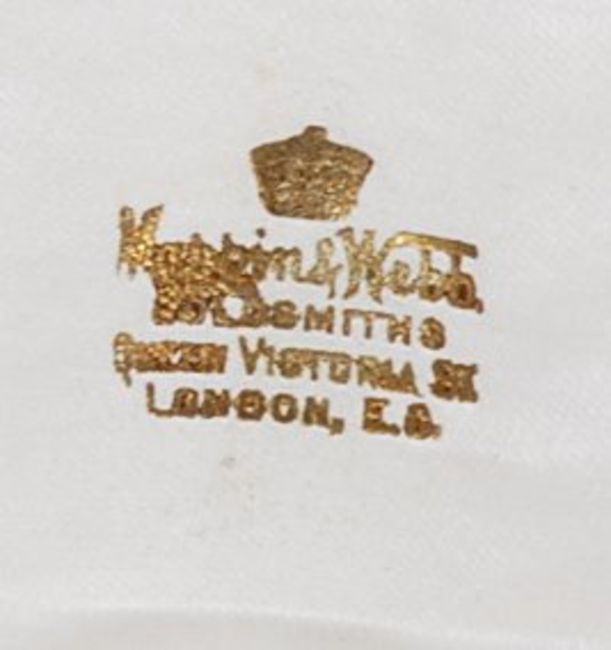 Mappin & Webb,
GOLDSMITHS
QUEEN VICTORIA ST.
LONDON, E.C.